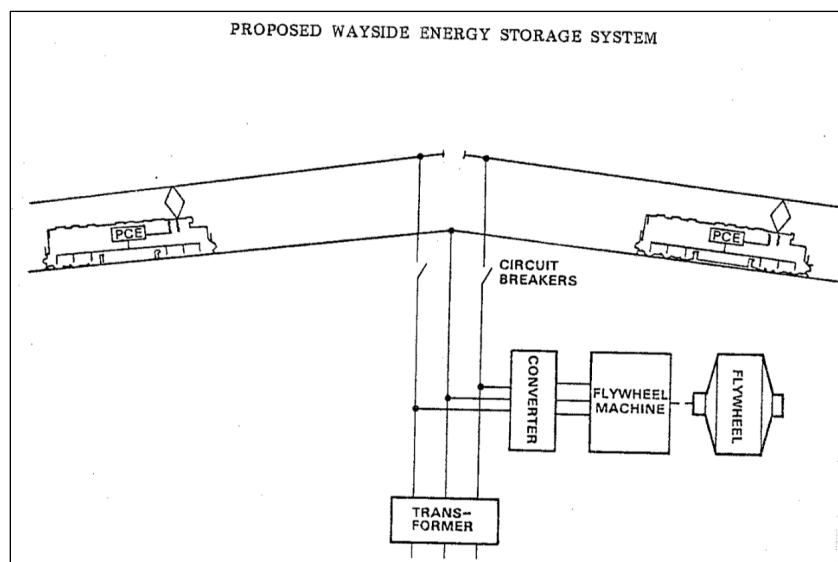 PROPOSED WAYSIDE ENERGY STORAGE SYSTEM
PCE
PCE
CIRCUIT
BREAKERS
CONVERTER
FLYWHEEL
MACHINE
FLYWHEEL
TRANS-
FORMER